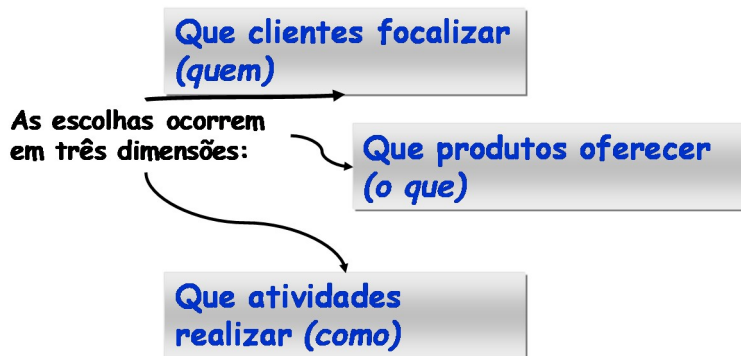 Que clientes focalizar
(quem)
As escolhas ocorrem
em três dimensões:
Que produtos oferecer
(o que)
Que atividades
realizar (como)